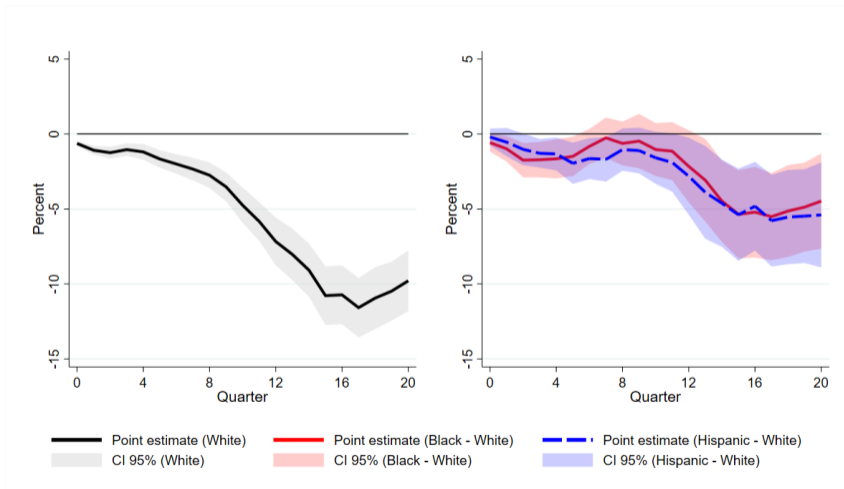 5
0
-5
-10
-15
Percent
0 4 8 12 16 20
Quarter
5
0
-5
-10
-15
Percent
0 4 8 12 16 20
Quarter
Point estimate (White) Point estimate (Black - White) Point estimate (Hispanic - White)
CI 95% (White) CI 95% (Black - White) CI 95% (Hispanic - White)